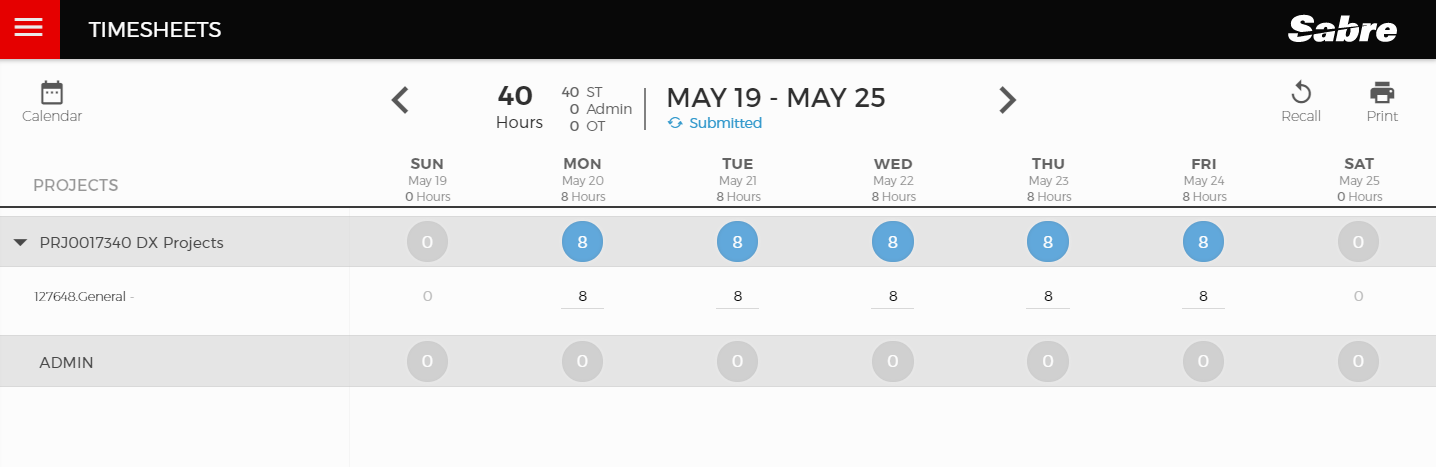 TIMESHEETS
Sabre
Calendar
40
Hours
40 ST
0 Admin
0 OT
MAY 19 - MAY 25
Submitted
Recall
Print
PROJECTS
SUN MON TUE WED THU FRI SAT
May 19 May 20 May 21 May 22 May 23 May 24 May 25
0 Hours 8 Hours 8 Hours 8 Hours 8 Hours 8 Hours 0 Hours
PRJ0017340 DX Projects 0 8 8 8 8 8 0
127648.General - 0 8 8 8 8 8 0
ADMIN 0 0 0 0 0 0 0